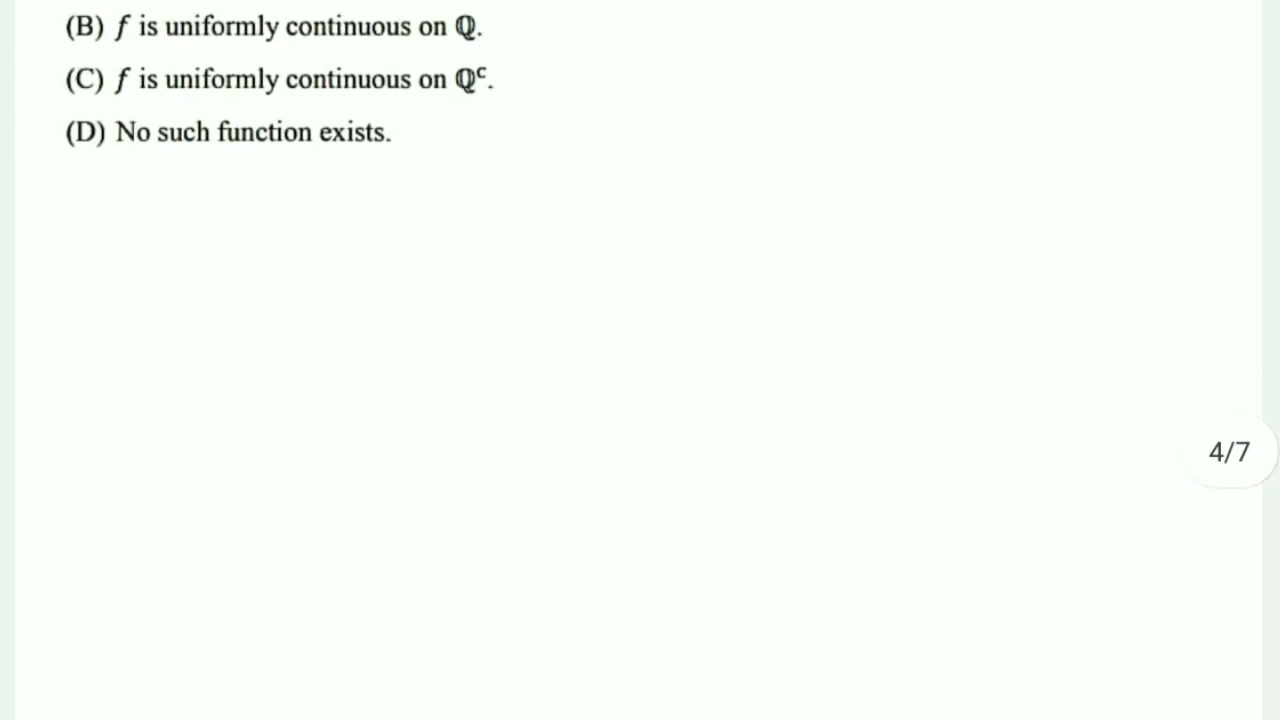 (B) f is uniformly continuous on ℚ.
(C) f is uniformly continuous on ℚᶜ.
(D) No such function exists.
4/7